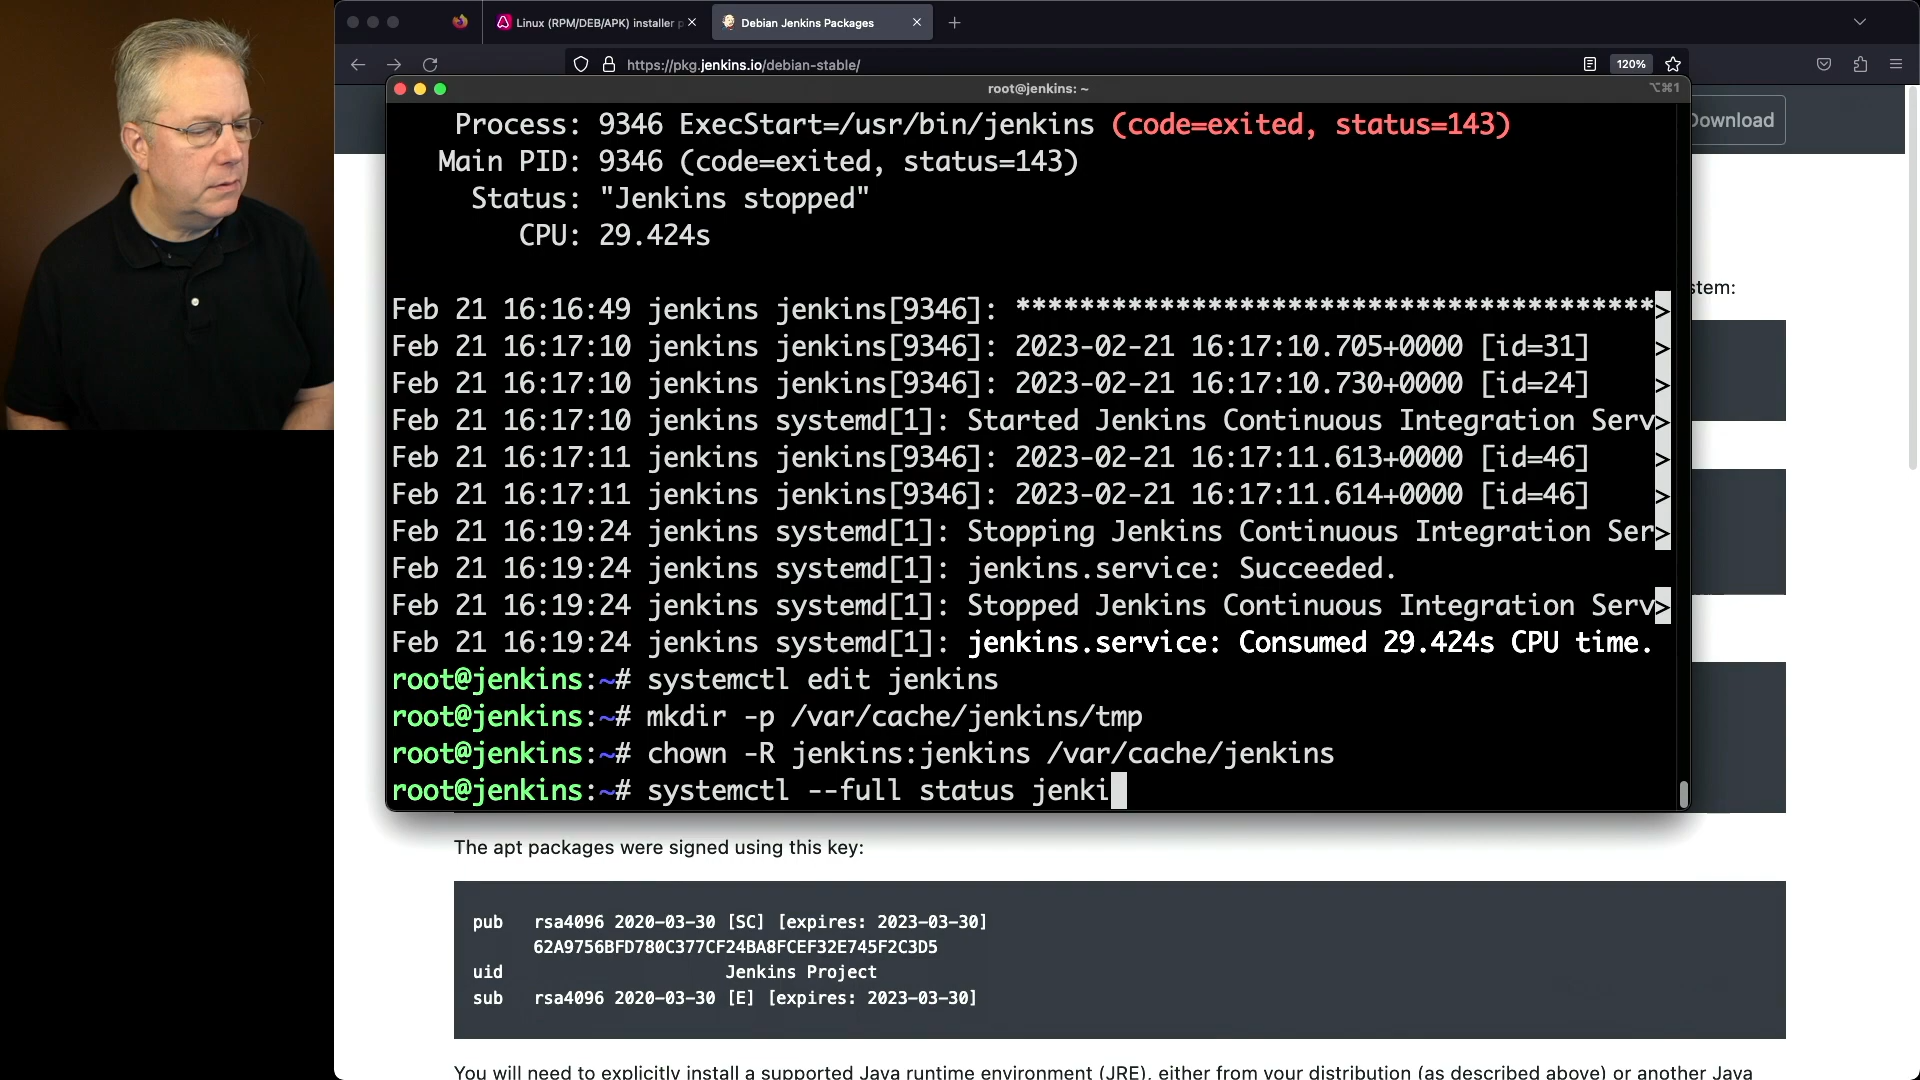 Linux (RPM/DEB/APK) installer p
Debian Jenkins Packages
https://pkg.jenkins.io/debian-stable/
120%
root@jenkins: ~
⌥⌘1
Download
Process: 9346 ExecStart=/usr/bin/jenkins (code=exited, status=143)
Main PID: 9346 (code=exited, status=143)
Status: "Jenkins stopped"
CPU: 29.424s
stem:
Feb 21 16:16:49 jenkins jenkins[9346]: ****************************************>
Feb 21 16:17:10 jenkins jenkins[9346]: 2023-02-21 16:17:10.705+0000 [id=31] >
Feb 21 16:17:10 jenkins jenkins[9346]: 2023-02-21 16:17:10.730+0000 [id=24] >
Feb 21 16:17:10 jenkins systemd[1]: Started Jenkins Continuous Integration Serv>
Feb 21 16:17:11 jenkins jenkins[9346]: 2023-02-21 16:17:11.613+0000 [id=46] >
Feb 21 16:17:11 jenkins jenkins[9346]: 2023-02-21 16:17:11.614+0000 [id=46] >
Feb 21 16:19:24 jenkins systemd[1]: Stopping Jenkins Continuous Integration Ser>
Feb 21 16:19:24 jenkins systemd[1]: jenkins.service: Succeeded.
Feb 21 16:19:24 jenkins systemd[1]: Stopped Jenkins Continuous Integration Serv>
Feb 21 16:19:24 jenkins systemd[1]: jenkins.service: Consumed 29.424s CPU time.
root@jenkins:~# systemctl edit jenkins
root@jenkins:~# mkdir -p /var/cache/jenkins/tmp
root@jenkins:~# chown -R jenkins:jenkins /var/cache/jenkins
root@jenkins:~# systemctl --full status jenki
The apt packages were signed using this key:
pub rsa4096 2020-03-30 [SC] [expires: 2023-03-30]
62A9756BFD780C377CF24BA8FCEF32E745F2C3D5
uid Jenkins Project
sub rsa4096 2020-03-30 [E] [expires: 2023-03-30]
You will need to explicitly install a supported Java runtime environment (JRE), either from your distribution (as described above) or another Java